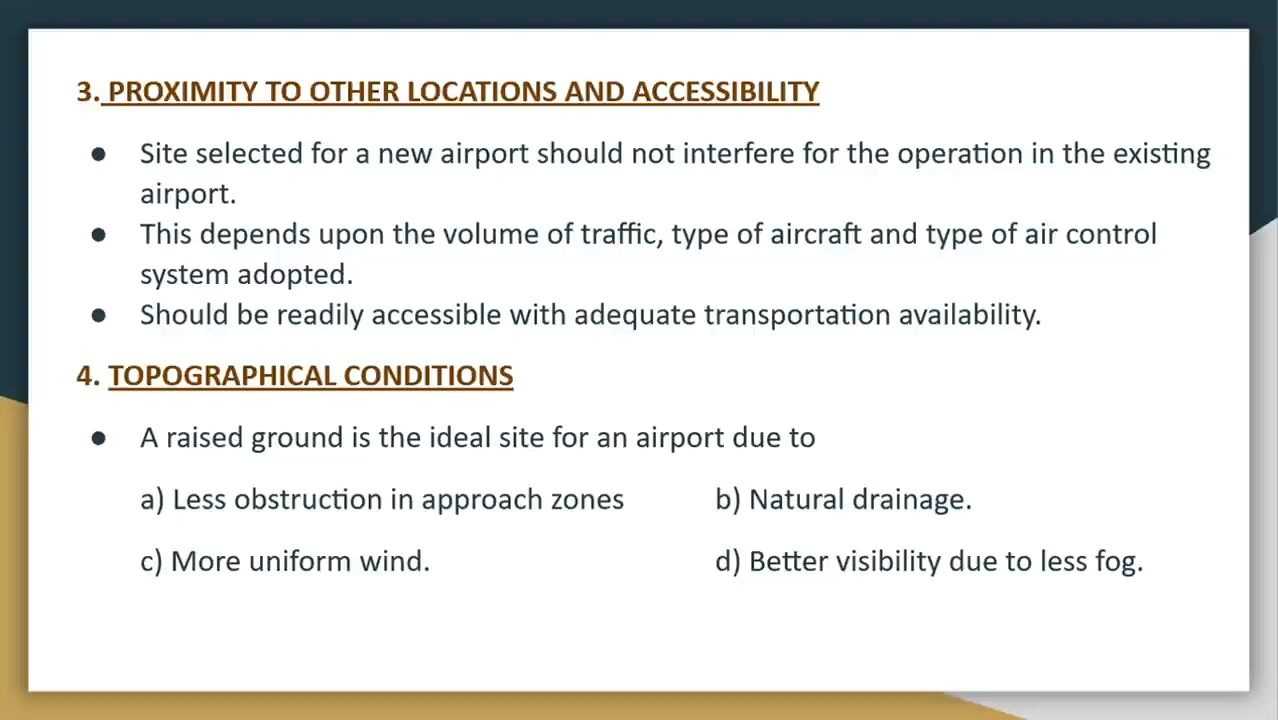 3. PROXIMITY TO OTHER LOCATIONS AND ACCESSIBILITY
● Site selected for a new airport should not interfere for the operation in the existing
airport.
● This depends upon the volume of traffic, type of aircraft and type of air control
system adopted.
● Should be readily accessible with adequate transportation availability.
4. TOPOGRAPHICAL CONDITIONS
● A raised ground is the ideal site for an airport due to
a) Less obstruction in approach zones b) Natural drainage.
c) More uniform wind. d) Better visibility due to less fog.